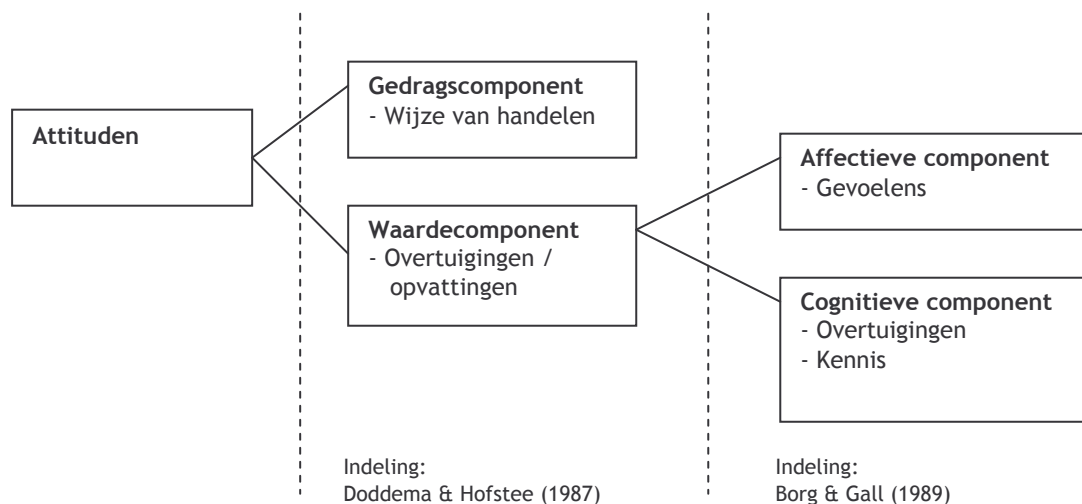 Attituden
Gedragscomponent
- Wijze van handelen
Waardecomponent
- Overtuigingen /
opvattingen
Affectieve component
- Gevoelens
Cognitieve component
- Overtuigingen
- Kennis
Indeling:
Doddema & Hofstee (1987)
Indeling:
Borg & Gall (1989)